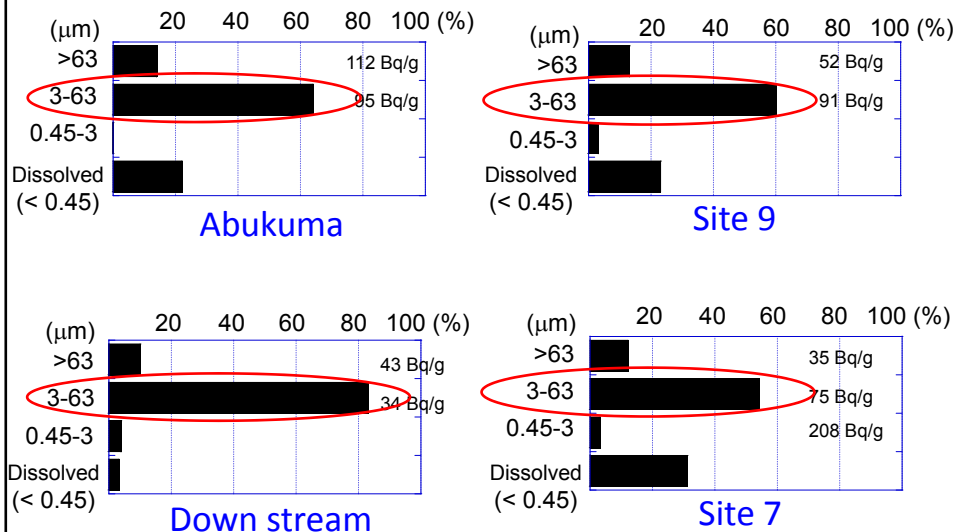 (μm) 20 40 60 80 100 (%)
>63 112 Bq/g
3-63 95 Bq/g
0.45-3
Dissolved
(< 0.45)
Abukuma
(μm) 20 40 60 80 100 (%)
>63 52 Bq/g
3-63 91 Bq/g
0.45-3
Dissolved
(< 0.45)
Site 9
(μm) 20 40 60 80 100 (%)
>63 43 Bq/g
3-63 34 Bq/g
0.45-3
Dissolved
(< 0.45)
Down stream
(μm) 20 40 60 80 100 (%)
>63 35 Bq/g
3-63 75 Bq/g
0.45-3 208 Bq/g
Dissolved
(< 0.45)
Site 7